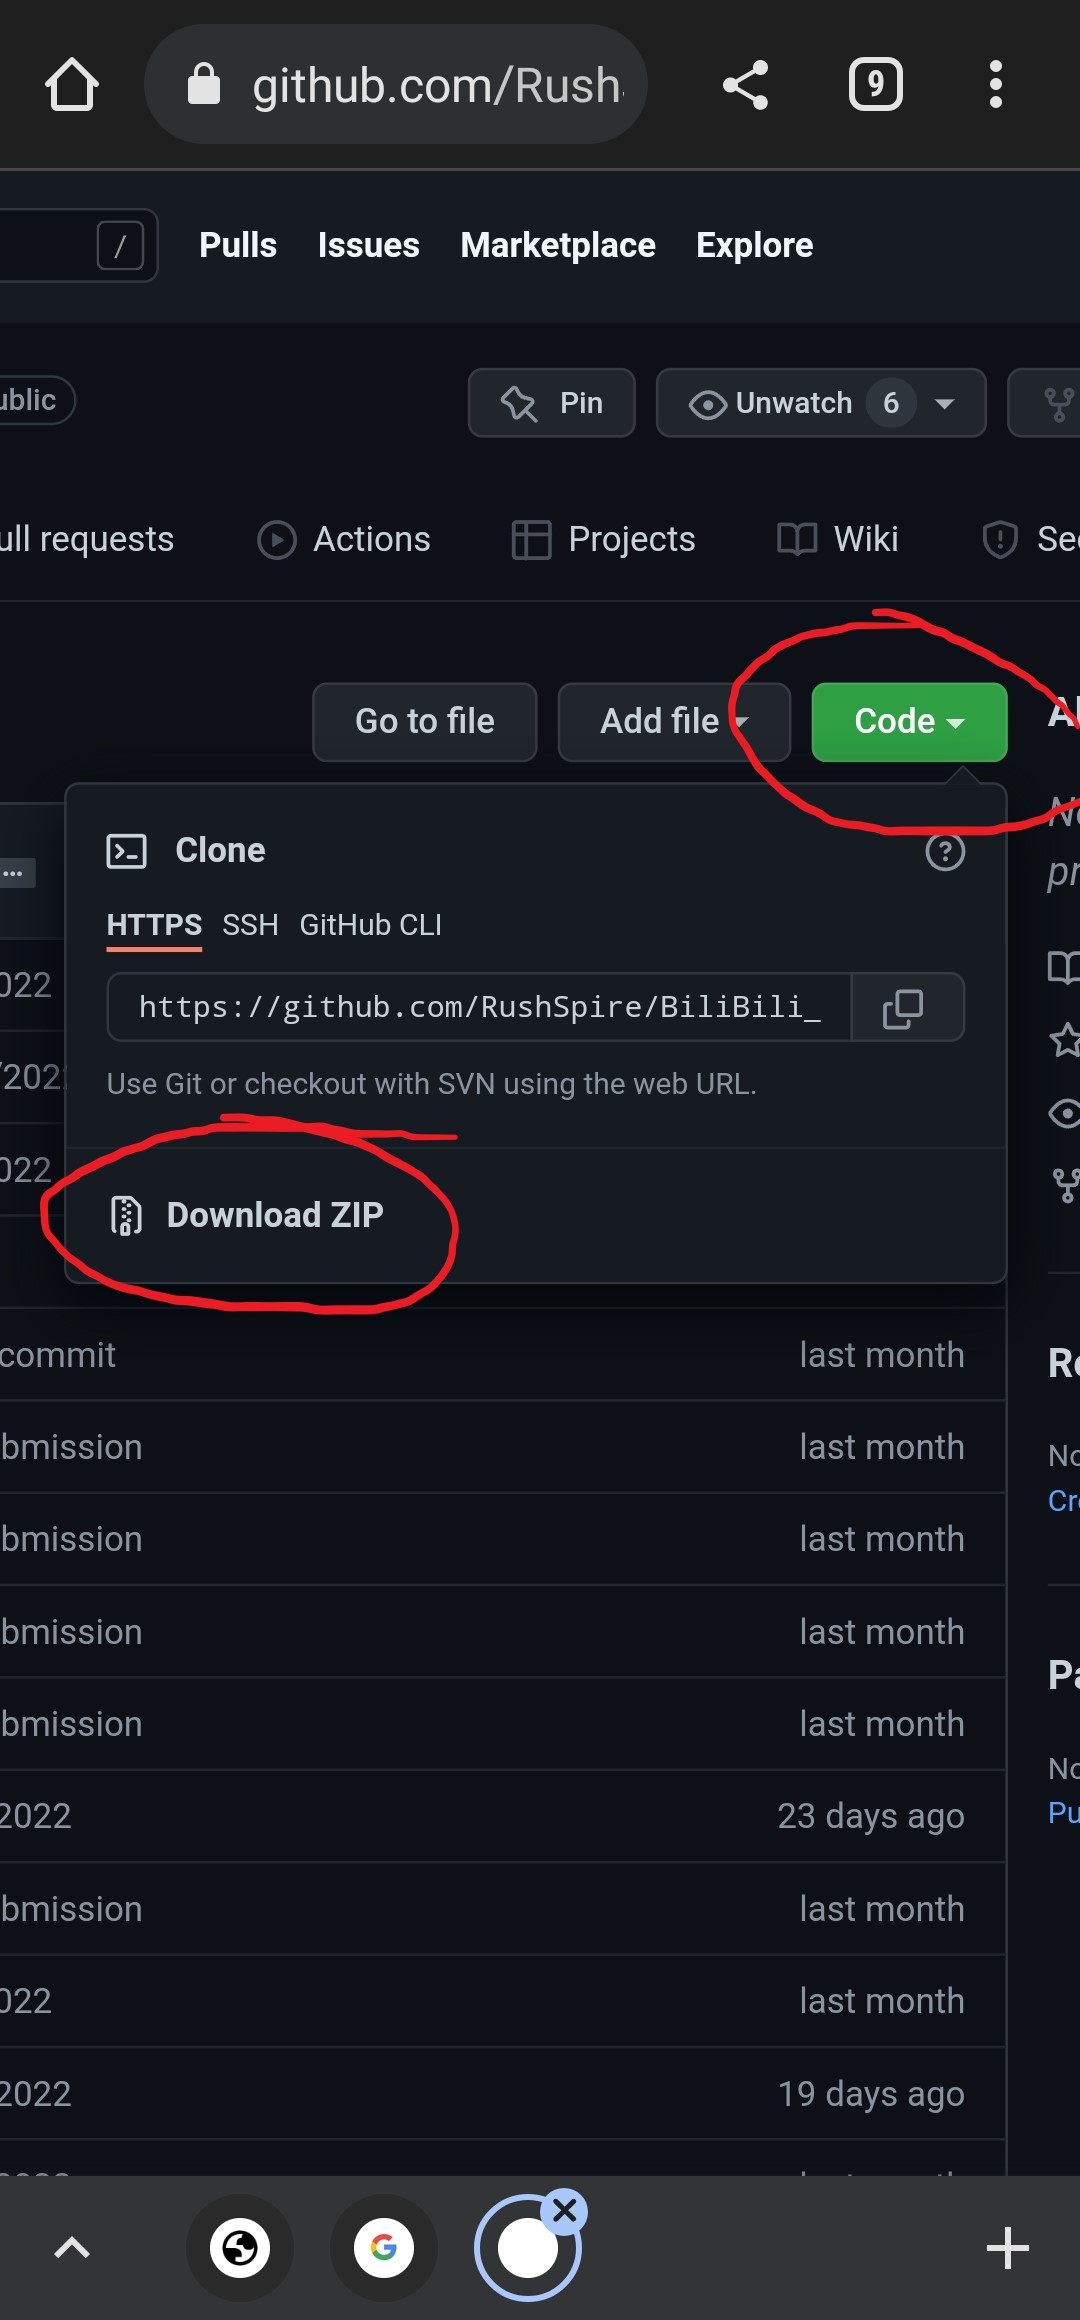 github.com/Rush
9
/
Pulls Issues Marketplace Explore
ublic
Pin
Unwatch 6
ull requests Actions Projects Wiki Sec
Go to file Add file Code
Clone
HTTPS SSH GitHub CLI
https://github.com/RushSpire/BiliBili_
Use Git or checkout with SVN using the web URL.
Download ZIP
022
/202
022
commit last month
bmission last month
bmission last month
bmission last month
bmission last month
2022 23 days ago
bmission last month
022 last month
2022 19 days ago
No
pr
Re
No
Cre
Pa
No
Pu